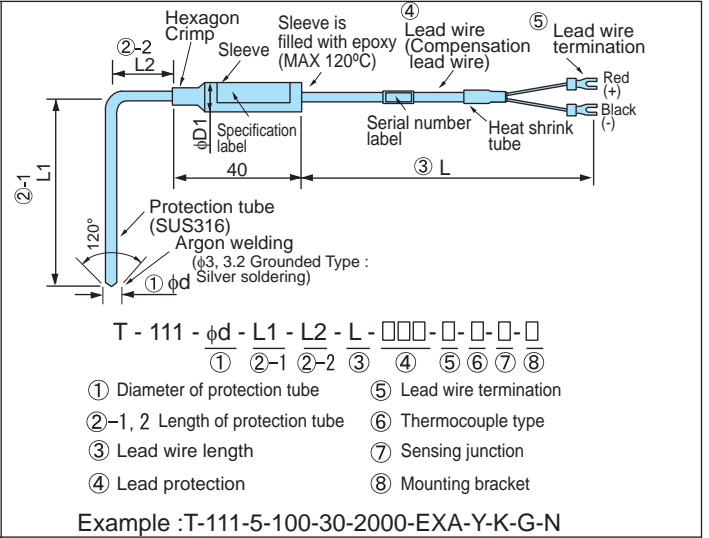 Hexagon
Crimp
Sleeve
Sleeve is
filled with epoxy
(MAX 120ºC)
④
Lead wire
(Compensation
lead wire)
⑤ Lead wire
termination
②-2
L2
Red
(+)
Black
(-)
ϕD1
Specification
label
Serial number
label
Heat shrink
tube
40
③ L
②-1
L1
120°
Protection tube
(SUS316)
Argon welding
(ϕ3, 3.2 Grounded Type :
Silver soldering)
① ϕd
T - 111 - ϕd - L1 - L2 - L - □□□ - □ - □ - □ - □
① ②-1 ②-2 ③ ④ ⑤ ⑥ ⑦ ⑧
① Diameter of protection tube
②-1, 2 Length of protection tube
③ Lead wire length
④ Lead protection
⑤ Lead wire termination
⑥ Thermocouple type
⑦ Sensing junction
⑧ Mounting bracket
Example :T-111-5-100-30-2000-EXA-Y-K-G-N